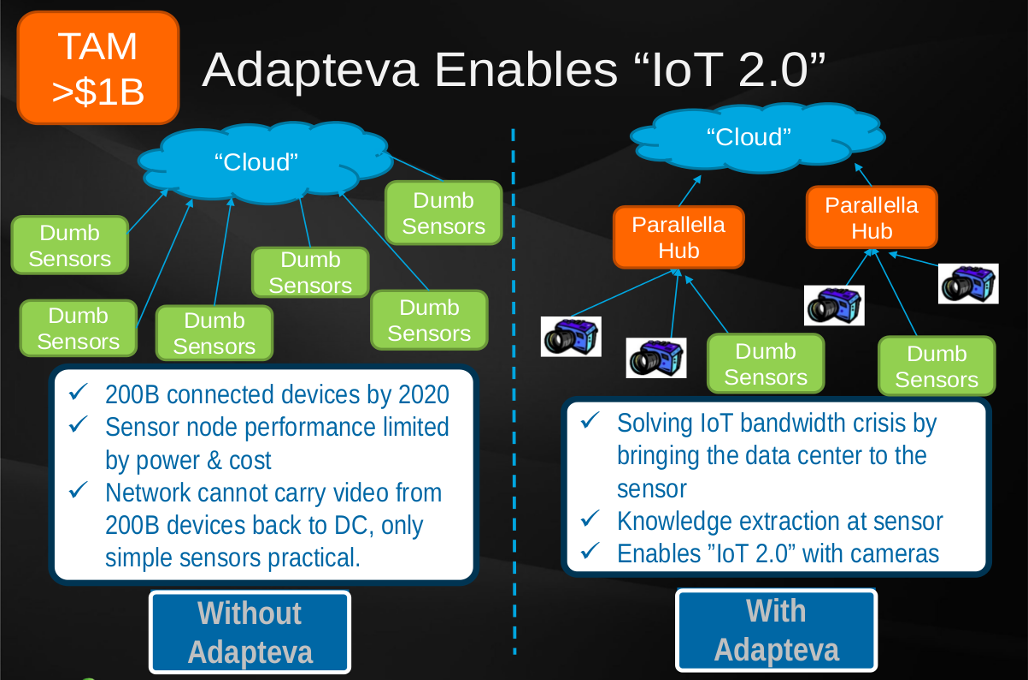 TAM
>$1B
Adapteva Enables “IoT 2.0”
“Cloud”
Dumb
Sensors
Dumb
Sensors
Dumb
Sensors
Dumb
Sensors
Dumb
Sensors
Dumb
Sensors
✓ 200B connected devices by 2020
✓ Sensor node performance limited
by power & cost
✓ Network cannot carry video from
200B devices back to DC, only
simple sensors practical.
Without
Adapteva
“Cloud”
Parallella
Hub
Parallella
Hub
Dumb
Sensors
Dumb
Sensors
✓ Solving IoT bandwidth crisis by
bringing the data center to the
sensor
✓ Knowledge extraction at sensor
✓ Enables ”IoT 2.0” with cameras
With
Adapteva